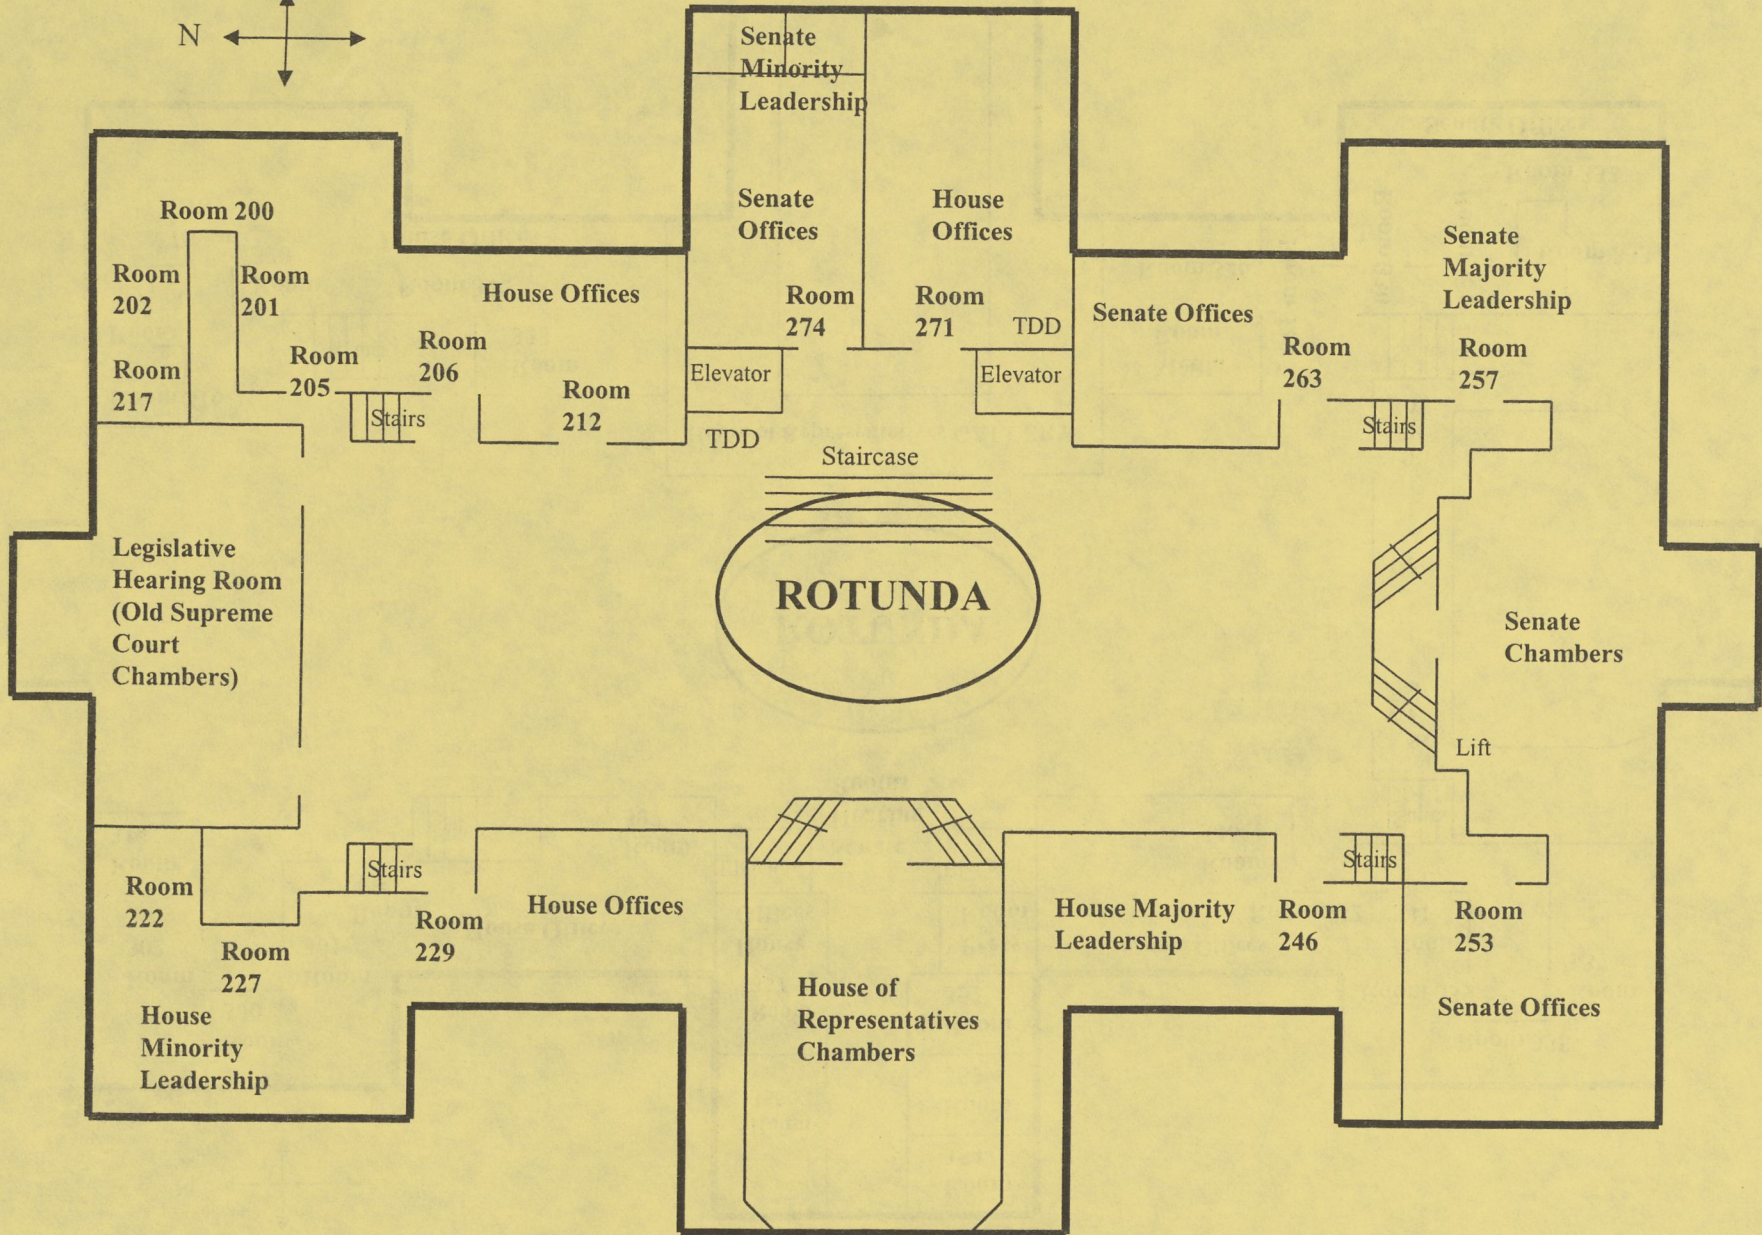 N
Senate
Minority
Leadership
Room 200
Senate
Offices
House
Offices
Senate
Majority
Leadership
Room
202
Room
201
House Offices
Room
274
Room
271
TDD
Senate Offices
Room
217
Room
205
Room
206
Room
212
Elevator
Elevator
Room
263
Room
257
Stairs
TDD
Staircase
Stairs
Legislative
Hearing Room
(Old Supreme
Court
Chambers)
ROTUNDA
Senate
Chambers
Lift
Stairs
Stairs
Room
222
Room
227
Room
229
House Offices
House Majority
Leadership
Room
246
Room
253
House
Minority
Leadership
House of
Representatives
Chambers
Senate Offices